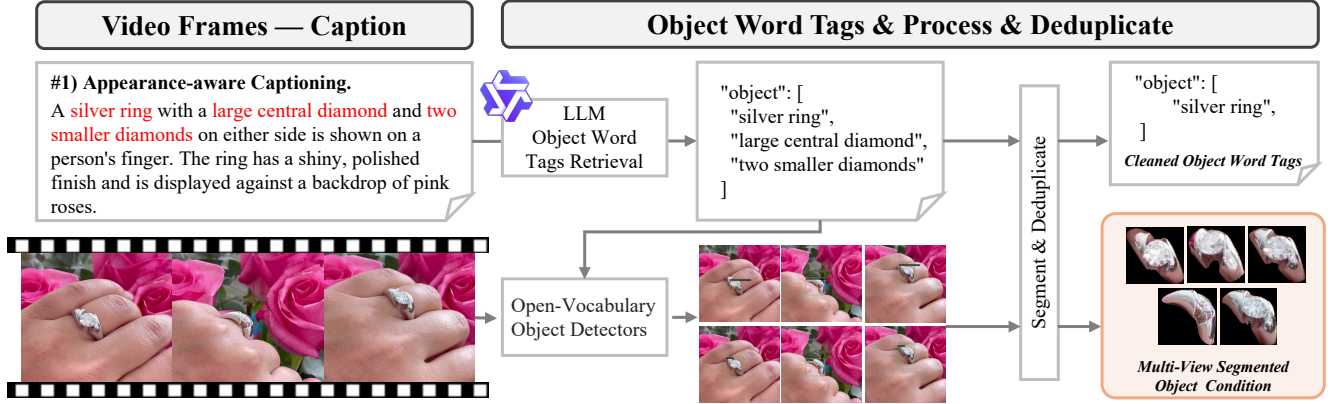 Video Frames — Caption
Object Word Tags & Process & Deduplicate
#1) Appearance-aware Captioning.
A silver ring with a large central diamond and two
smaller diamonds on either side is shown on a
person's finger. The ring has a shiny, polished
finish and is displayed against a backdrop of pink
roses.
LLM
Object Word
Tags Retrieval
"object": [
"silver ring",
"large central diamond",
"two smaller diamonds"
]
Segment & Deduplicate
"object": [
"silver ring",
]
Cleaned Object Word Tags
Open-Vocabulary
Object Detectors
Multi-View Segmented
Object Condition